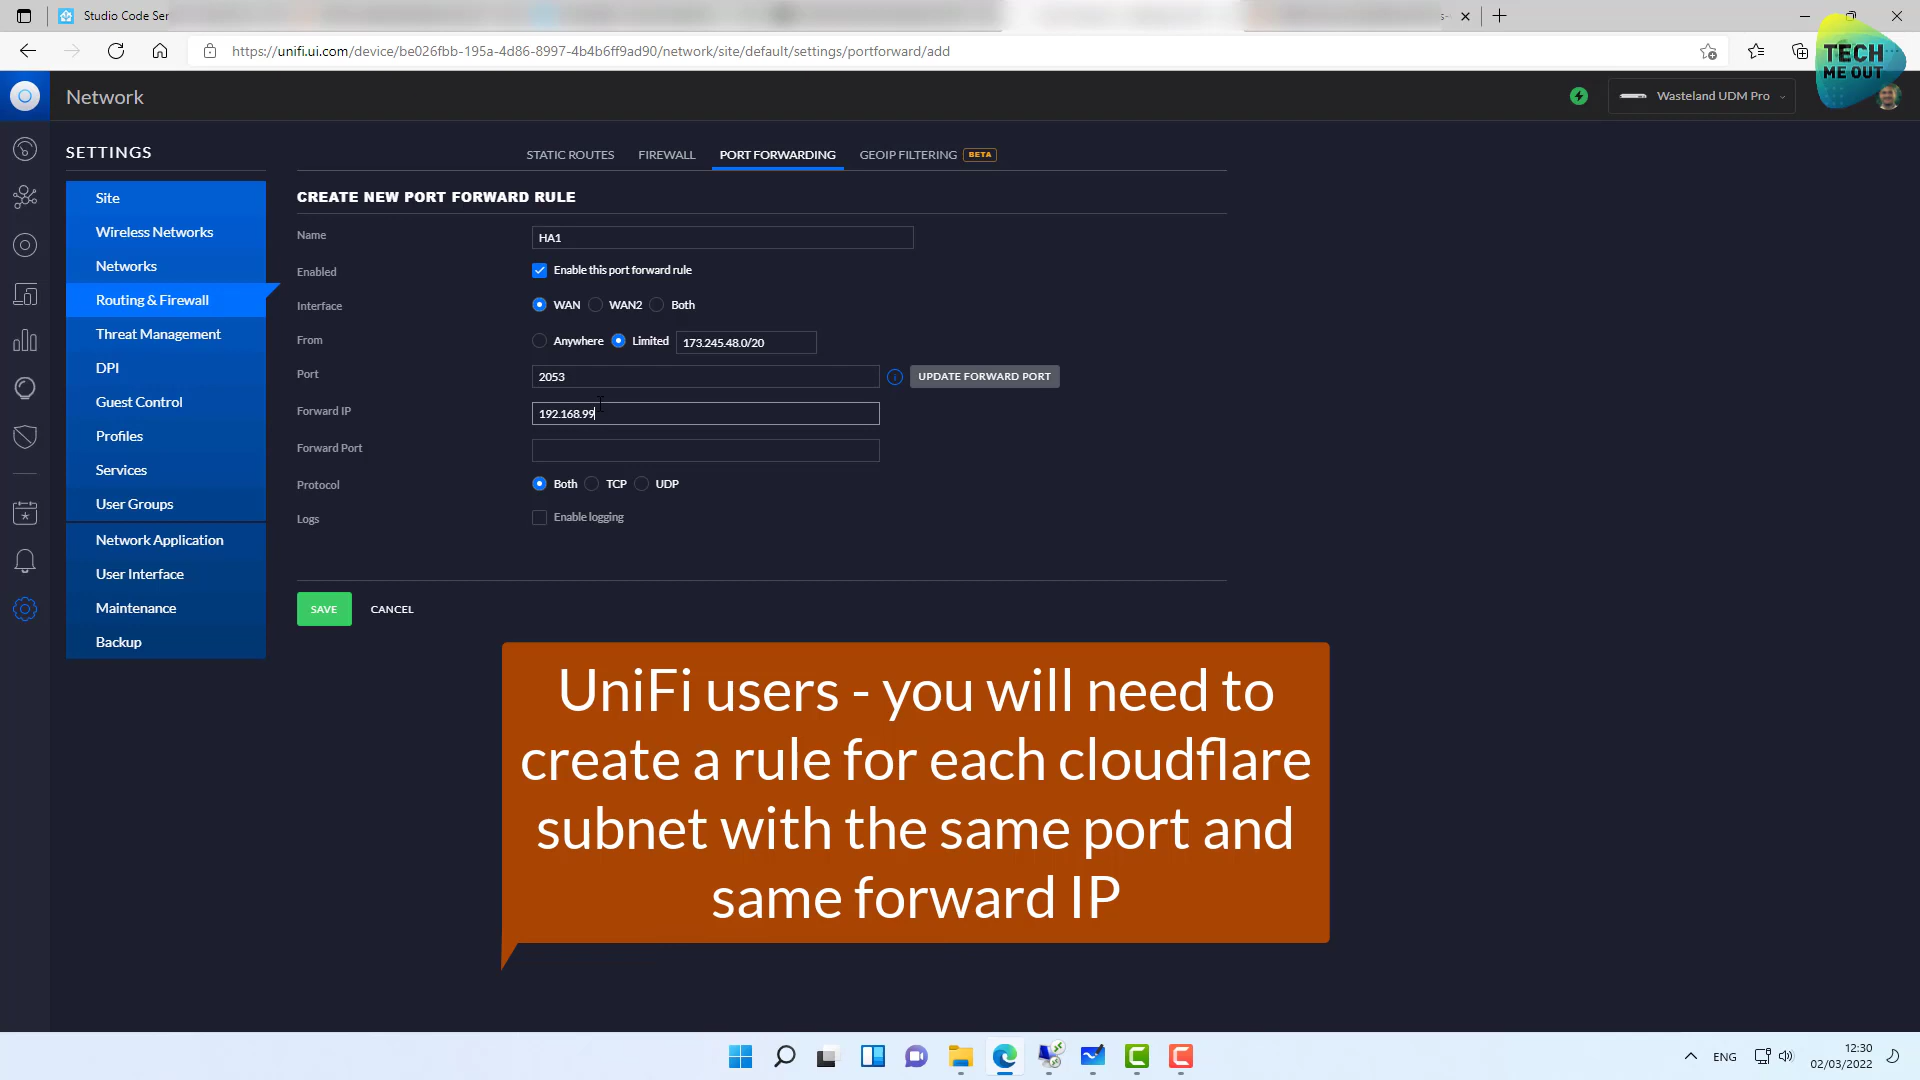 Studio Code Ser
https://unifi.ui.com/device/be026fbb-195a-4d86-8997-4b4b6ff9ad90/network/site/default/settings/portforward/add
TECH
ME OUT
Network
Wasteland UDM Pro
SETTINGS
Site
Wireless Networks
Networks
Routing & Firewall
Threat Management
DPI
Guest Control
Profiles
Services
User Groups
Network Application
User Interface
Maintenance
Backup
STATIC ROUTES FIREWALL PORT FORWARDING GEOIP FILTERING BETA
CREATE NEW PORT FORWARD RULE
Name HA1
Enabled Enable this port forward rule
Interface WAN WAN2 Both
From Anywhere Limited 173.245.48.0/20
Port 2053 UPDATE FORWARD PORT
Forward IP 192.168.99
Forward Port
Protocol Both TCP UDP
Logs Enable logging
SAVE CANCEL
UniFi users - you will need to
create a rule for each cloudflare
subnet with the same port and
same forward IP
ENG
12:30
02/03/2022